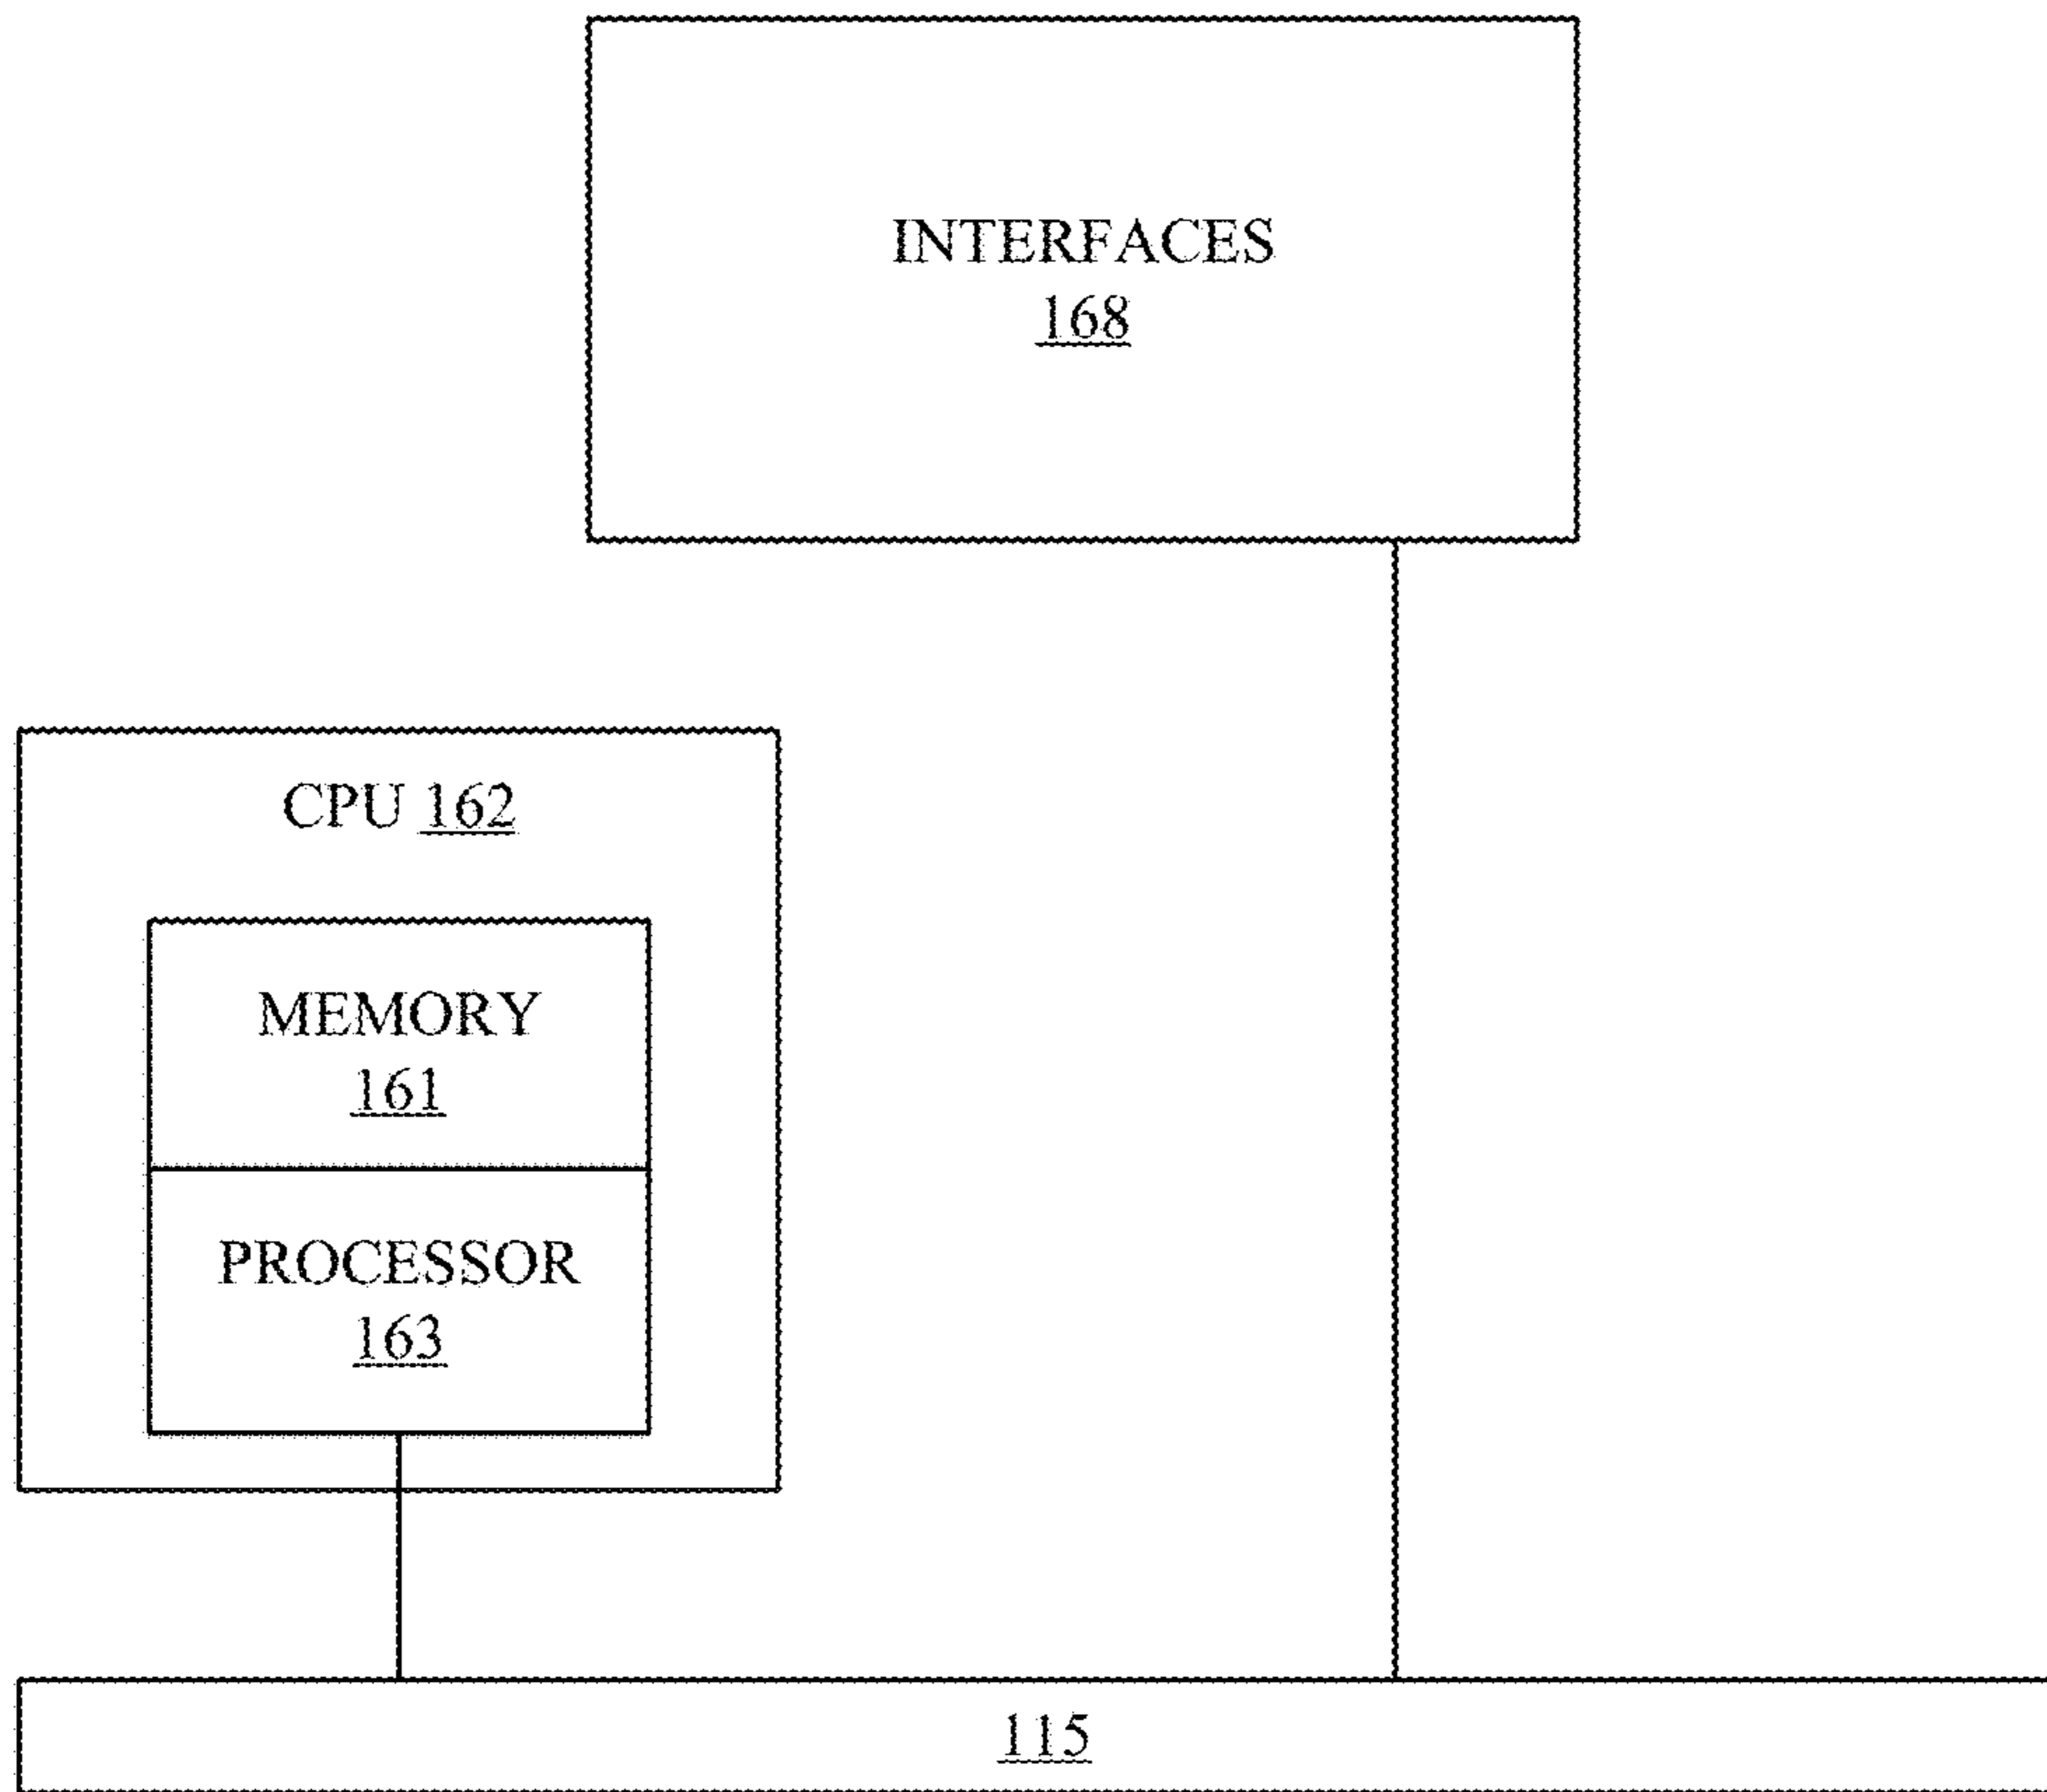 INTERFACES
168
CPU 162
MEMORY
161
PROCESSOR
163
115